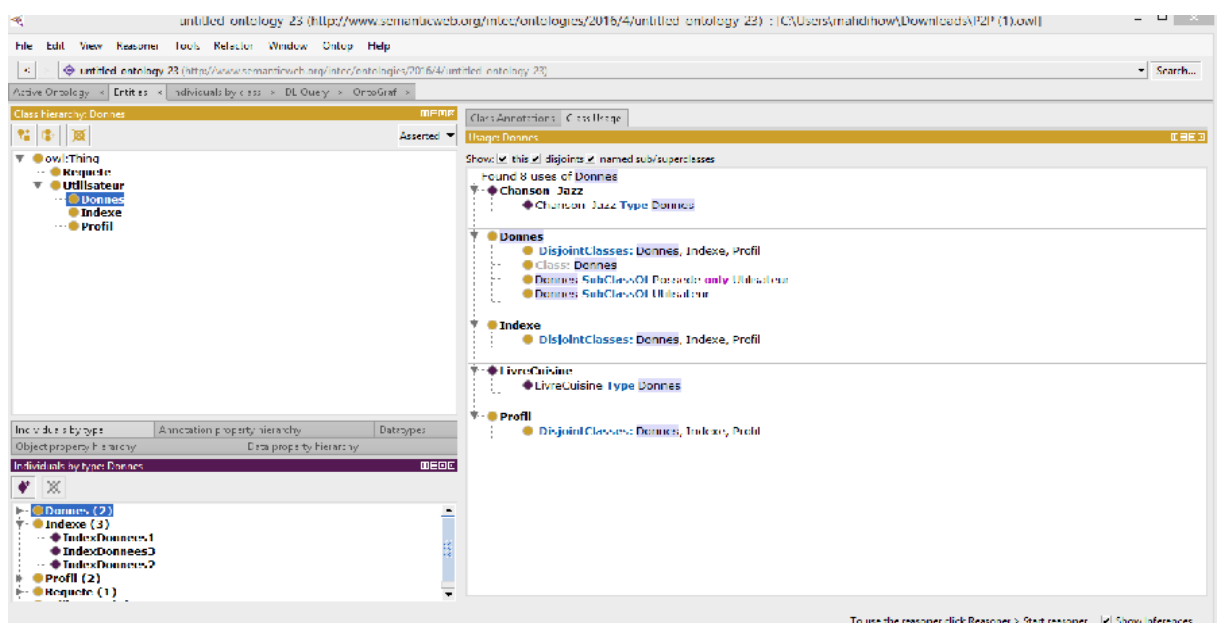 untitled ontology 23 (http://www.semanticweb.org/intec/ontologies/2016/4/untitled ontology 23) : [C:\Users\mahdihow\Downloads\P2P (1).owl]
File Edit View Reasoner Tools Refactor Window Ontop Help
< > untitled ontology 23 (http://www.semanticweb.org/intec/ontologies/2016/4/untitled ontology 23) Search...
Active Ontology × Entities × Individuals by class × DL Query × OntoGraf ×
Class Hierarchy: Donnes
Asserted
owl:Thing
Requete
Utilisateur
Donnes
Indexe
Profil
Individuals by type Annotation property hierarchy Datatypes
Object property hierarchy Data property hierarchy
Individuals by type: Donnes
Donnes (2)
Indexe (3)
IndexDonnees1
IndexDonnees3
IndexDonnees2
Profil (2)
Requete (1)
Class Annotations Class Usage
Usage: Donnes
Show: this disjoints named sub/superclasses
Found 8 uses of Donnes
Chanson Jazz
Chanson Jazz Type Donnes
Donnes
DisjointClasses: Donnes, Indexe, Profil
Class: Donnes
Donnes SubClassOf Possede only Utilisateur
Donnes SubClassOf Utilisateur
Indexe
DisjointClasses: Donnes, Indexe, Profil
LivreCuisine
LivreCuisine Type Donnes
Profil
DisjointClasses: Donnes, Indexe, Profil
To use the reasoner click Reasoner > Start reasoner Show Inferences